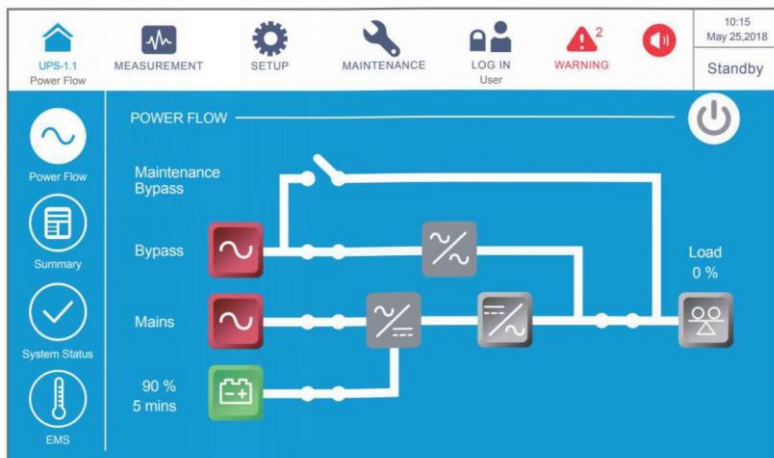 UPS-1.1
Power Flow
MEASUREMENT
SETUP
MAINTENANCE
LOG IN
User
2
WARNING
10:15
May 25,2018
Standby
Power Flow
Summary
System Status
EMS
POWER FLOW
Maintenance
Bypass
Bypass
Load
0 %
Mains
90 %
5 mins